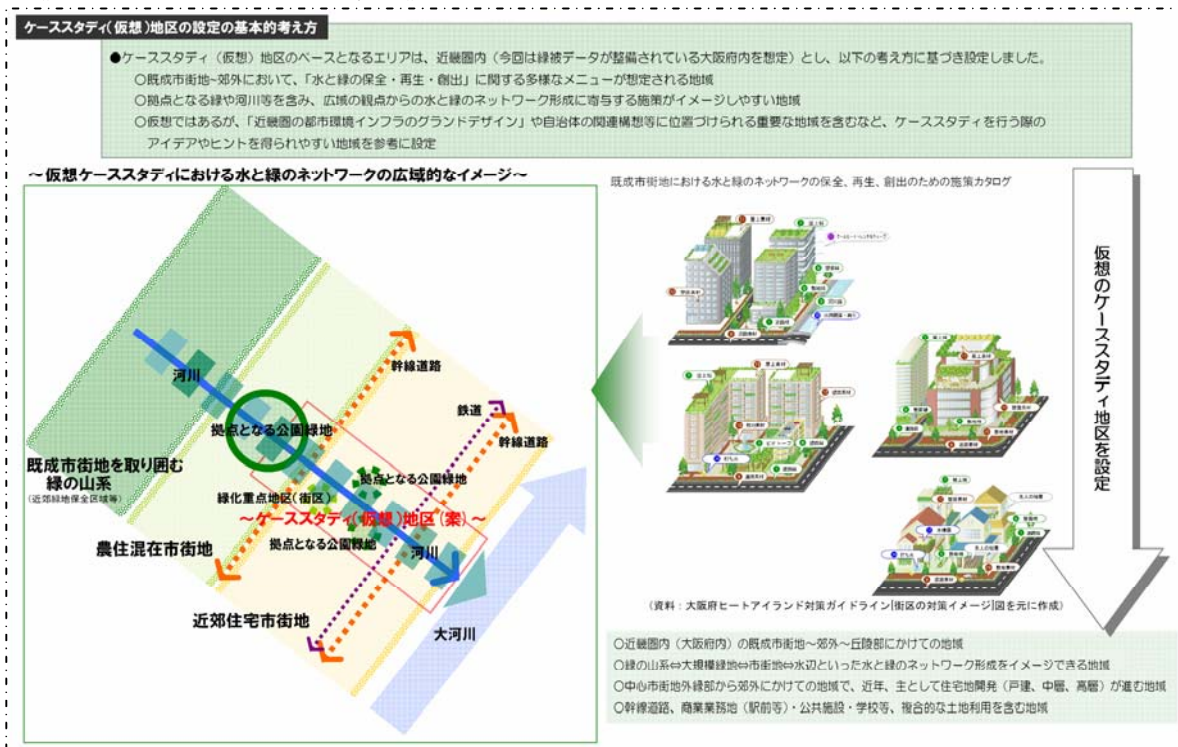 ケーススタディ(仮想)地区の設定の基本的考え方
●ケーススタディ(仮想)地区のベースとなるエリアは、近畿圏内(今回は緑被データが整備されている大阪府内を想定)とし、以下の考え方に基づき設定しました。
○既成市街地~郊外において、「水と緑の保全・再生・創出」に関する多様なメニューが想定される地域
○拠点となる緑や河川等を含み、広域の観点からの水と緑のネットワーク形成に寄与する施策がイメージしやすい地域
○仮想ではあるが、「近畿圏の都市環境インフラのグランドデザイン」や自治体の関連構想等に位置づけられる重要な地域を含むなど、ケーススタディを行う際の
アイデアやヒントを得られやすい地域を参考に設定
~仮想ケーススタディにおける水と緑のネットワークの広域的なイメージ~
河川
幹線道路
鉄道
幹線道路
拠点となる公園緑地
既成市街地を取り囲む
緑の山系
(近郊緑地保全区域等)
拠点となる公園緑地
緑化重点地区(街区)
~ケーススタディ(仮想)地区(案)~
拠点となる公園緑地
河川
農住混在市街地
近郊住宅市街地
大河川
既成市街地における水と緑のネットワークの保全、再生、創出のための施策カタログ
(資料:大阪府ヒートアイランド対策ガイドライン[街区の対策イメージ]図を元に作成)
仮想のケーススタディ地区を設定
○近畿圏内(大阪府内)の既成市街地~郊外~丘陵部にかけての地域
○緑の山系⇔大規模緑地⇔市街地⇔水辺といった水と緑のネットワーク形成をイメージできる地域
○中心市街地外縁部から郊外にかけての地域で、近年、主として住宅地開発(戸建、中層、高層)が進む地域
○幹線道路、商業業務地(駅前等)・公共施設・学校等、複合的な土地利用を含む地域